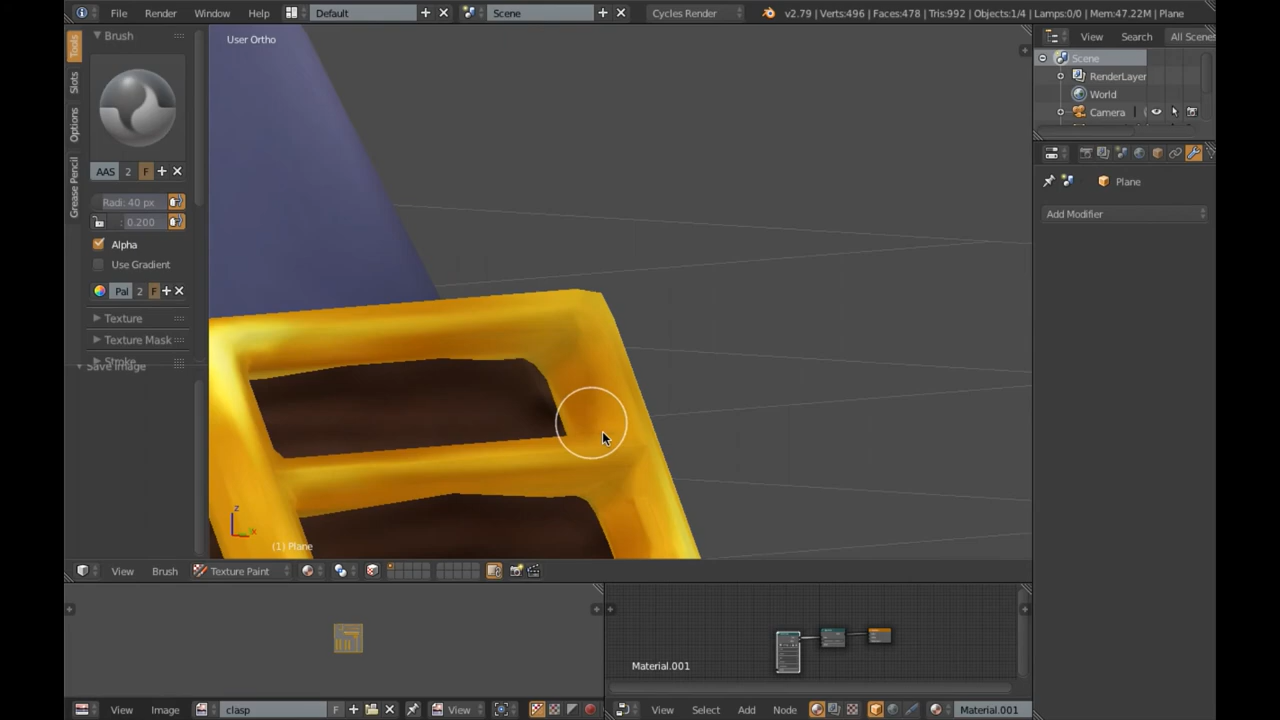 File Render Window Help Default Scene Cycles Render v2.79 | Verts:496 | Faces:478 | Tris:992 | Objects:1/4 | Lamps:0/0 | Mem:47.22M | Plane
Brush
User Ortho
View Search All Scenes
Scene
RenderLayer
World
Camera
Tools
Slots
Options
Grease Pencil
AAS 2 F
Radi: 40 px
: 0.200
Alpha
Use Gradient
Pal 2 F
Texture
Texture Mask
Stroke
Save Image
Plane
Add Modifier
z
x
(1) Plane
View Brush Texture Paint
Material.001
View Image clasp F View
View Select Add Node Material.001